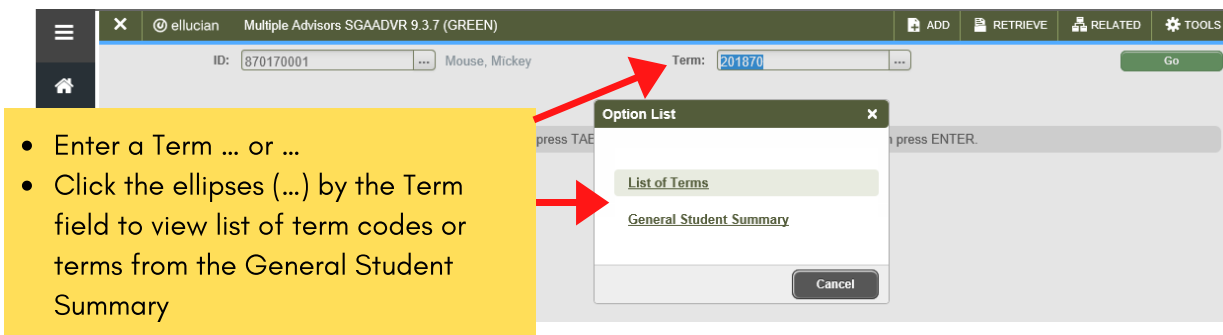 ellucian Multiple Advisors SGAADVR 9.3.7 (GREEN) ADD RETRIEVE RELATED TOOLS
ID: 870170001 ... Mouse, Mickey Term: 201870 ... Go
Option List
press TAB
press ENTER.
List of Terms
General Student Summary
Cancel
• Enter a Term ... or ...
• Click the ellipses (...) by the Term
field to view list of term codes or
terms from the General Student
Summary